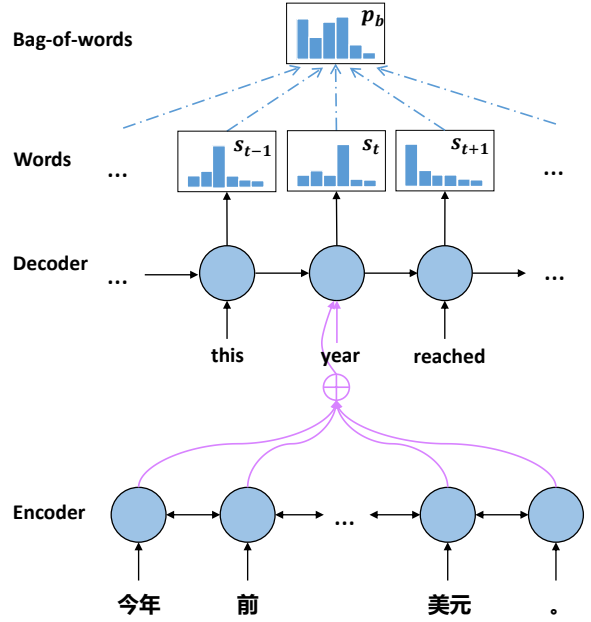 Bag-of-words p_b
Words ... s_{t−1} s_t s_{t+1} ...
Decoder ... ...
this year reached
Encoder ...
今年 前 美元 。